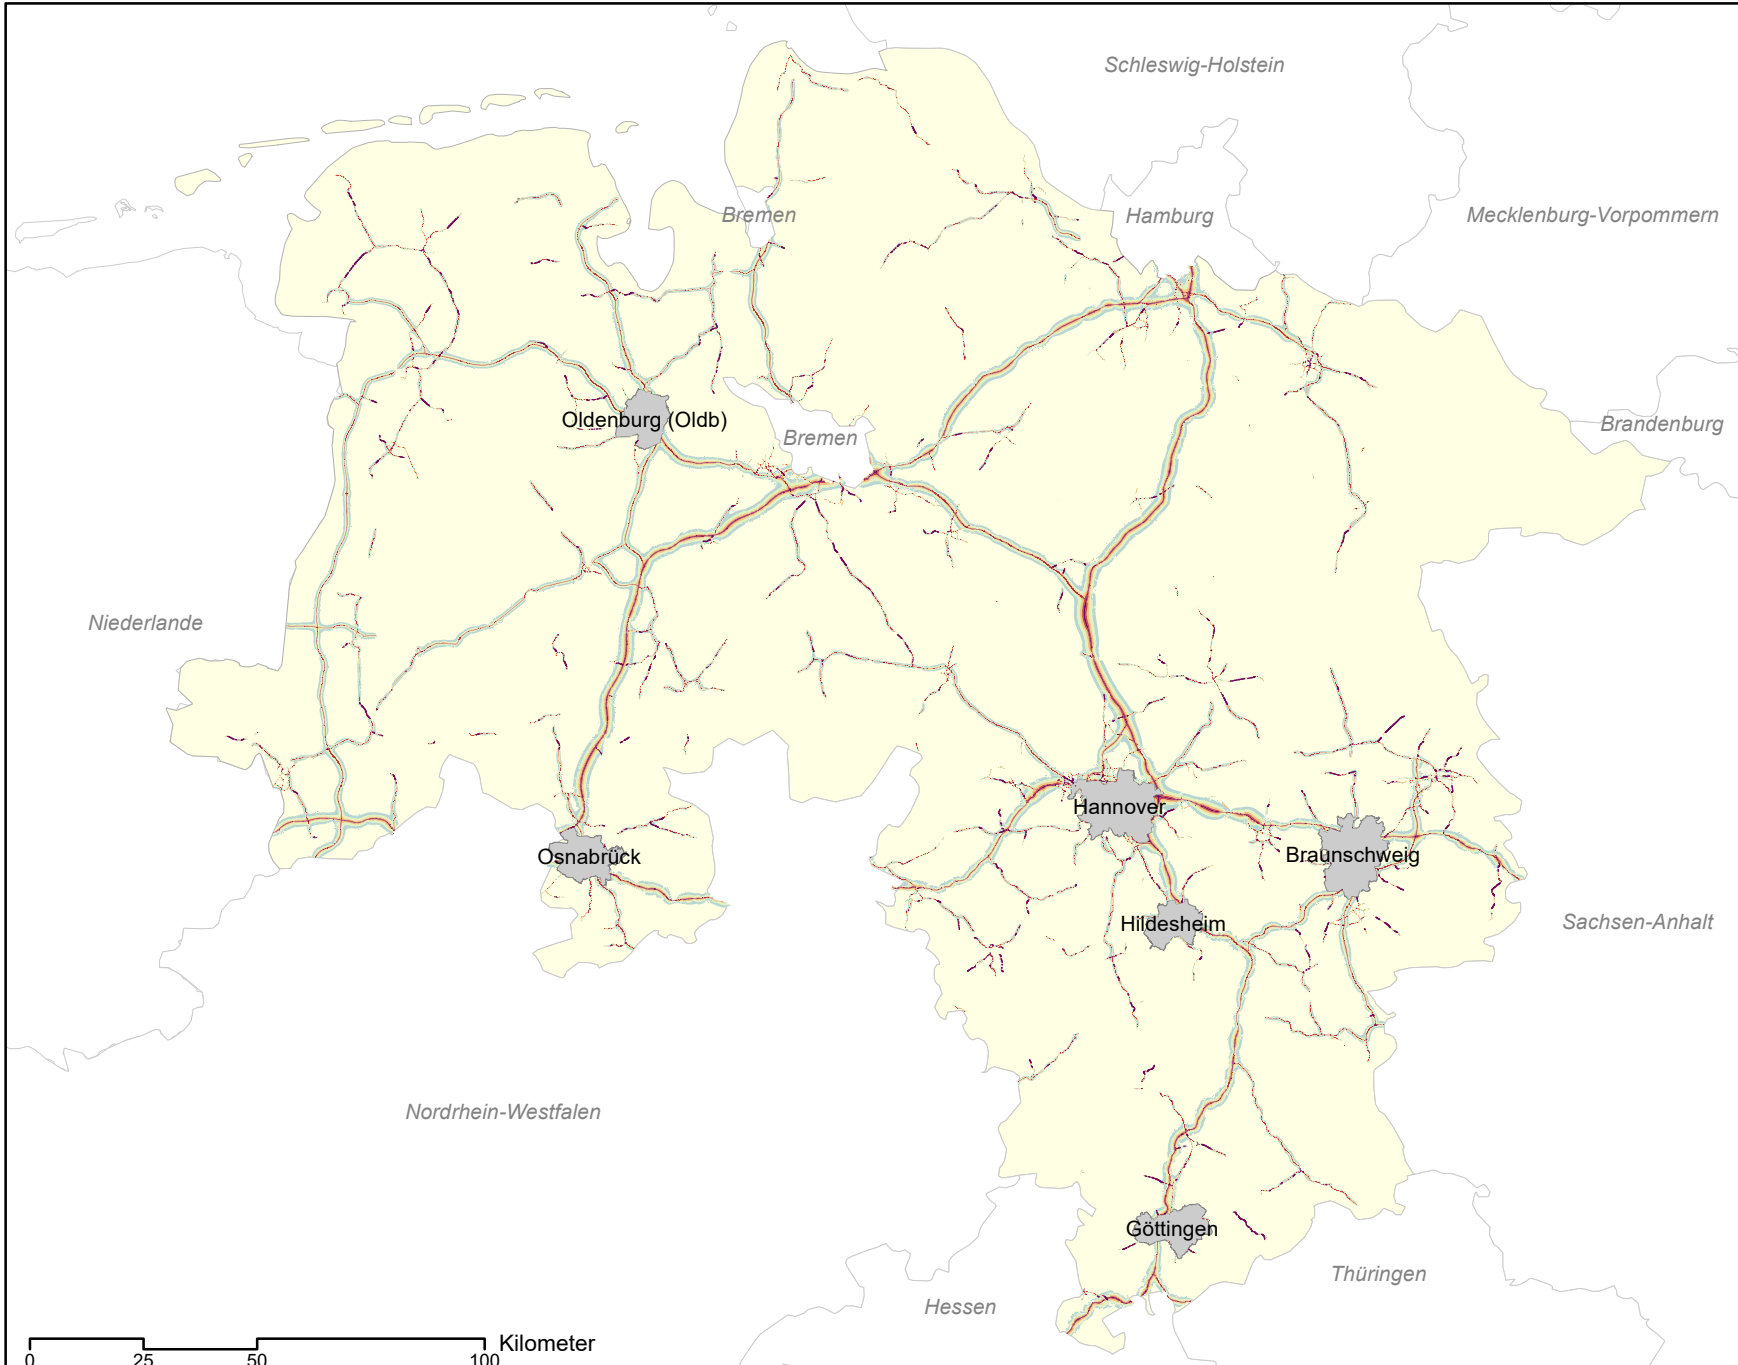 Schleswig-Holstein
Bremen
Hamburg
Mecklenburg-Vorpommern
Oldenburg (Oldb)
Bremen
Brandenburg
Niederlande
Hannover
Osnabrück
Braunschweig
Hildesheim
Sachsen-Anhalt
Nordrhein-Westfalen
Göttingen
Thüringen
Hessen
Kilometer
0 25 50 100